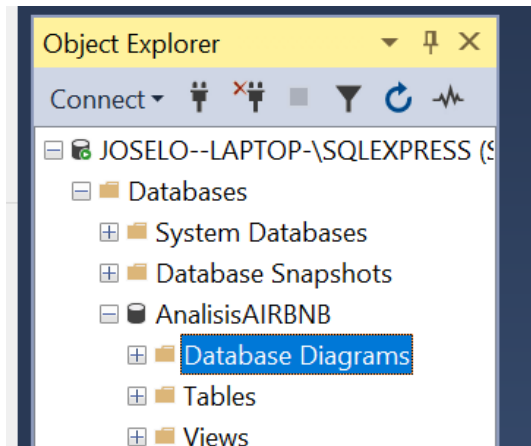 Object Explorer
Connect
JOSELO--LAPTOP-\SQLEXPRESS (S
Databases
System Databases
Database Snapshots
AnalisisAIRBNB
Database Diagrams
Tables
Views